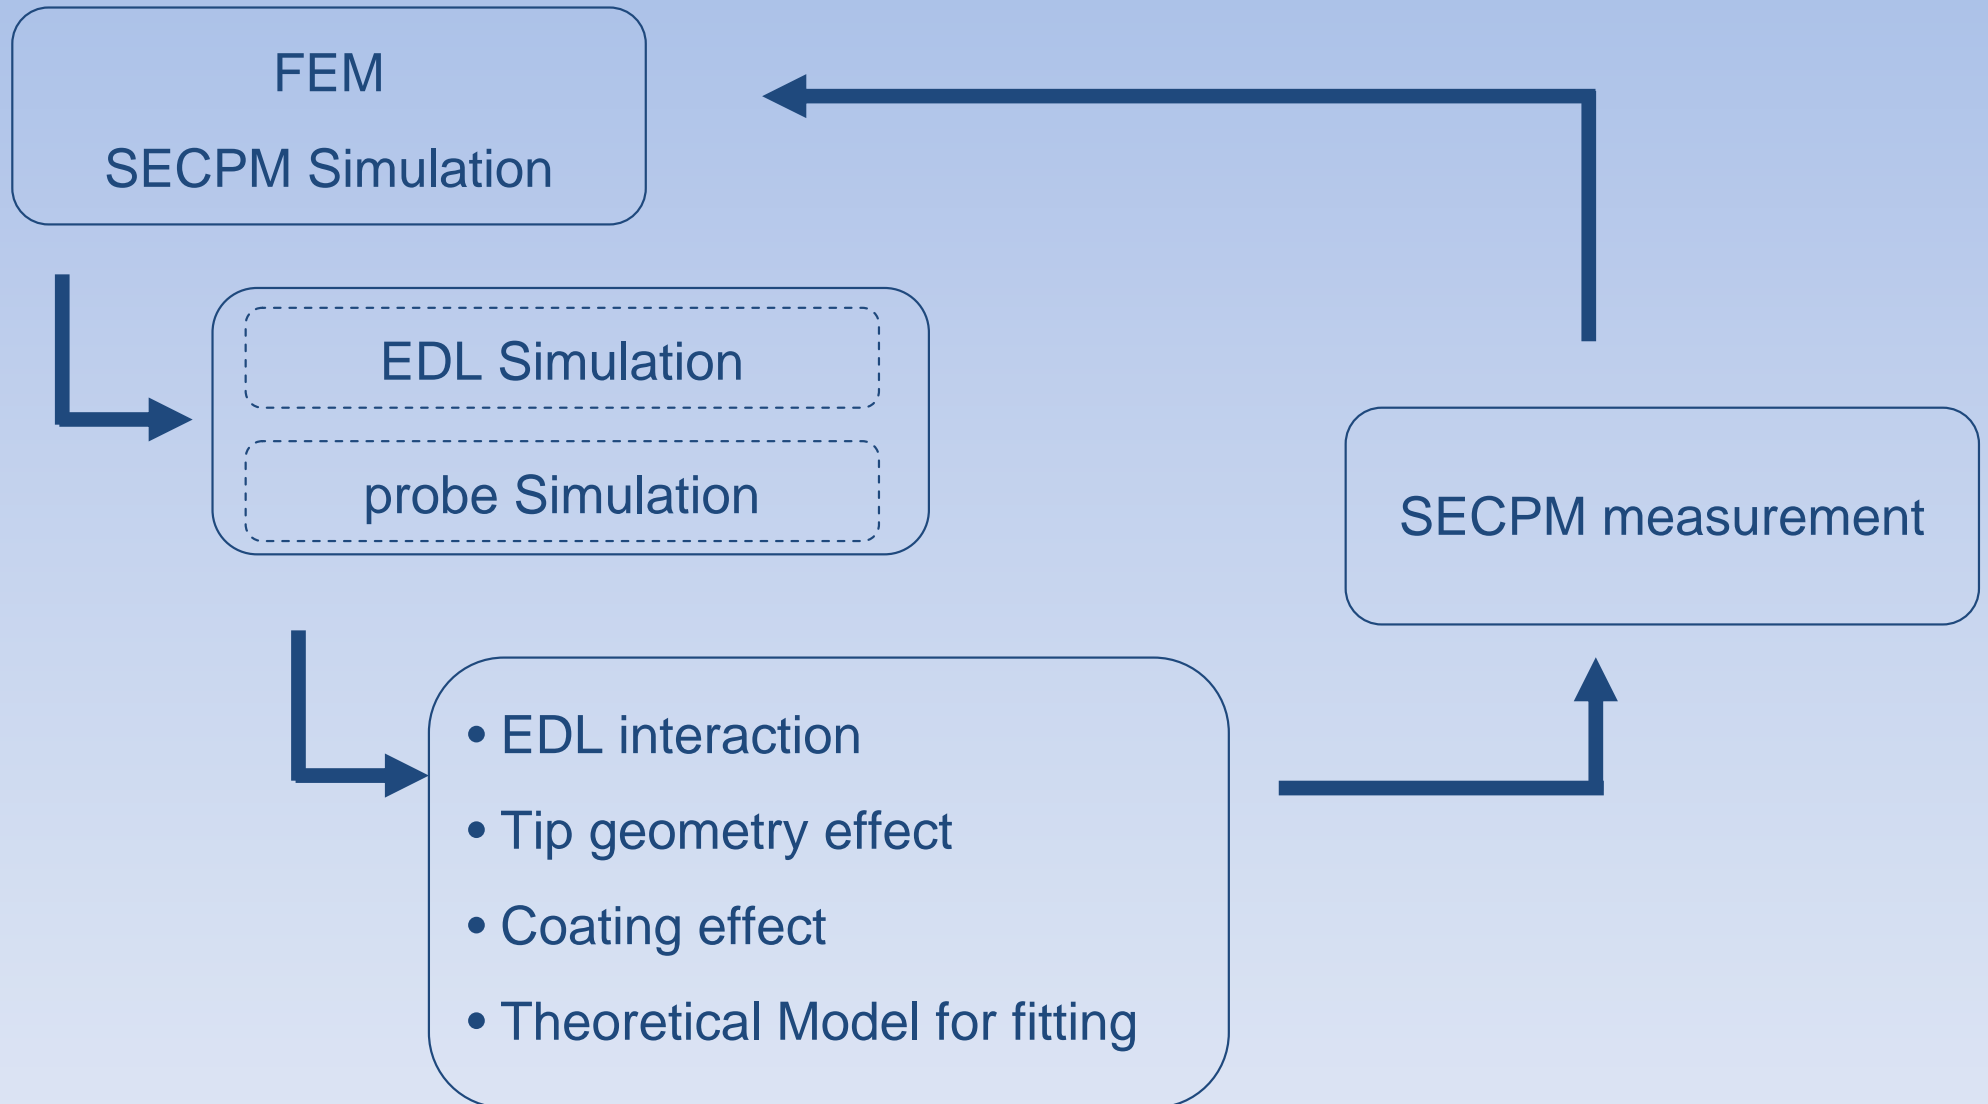 FEM
SECPM Simulation
EDL Simulation
probe Simulation
SECPM measurement
• EDL interaction
• Tip geometry effect
• Coating effect
• Theoretical Model for fitting